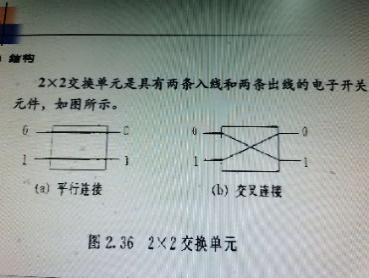 结构
2×2交换单元是具有两条入线和两条出线的电子开关
元件，如图所示。
0 0 0 0
1 1 1 1
(a) 平行连接 (b) 交叉连接
图2.36 2×2交换单元